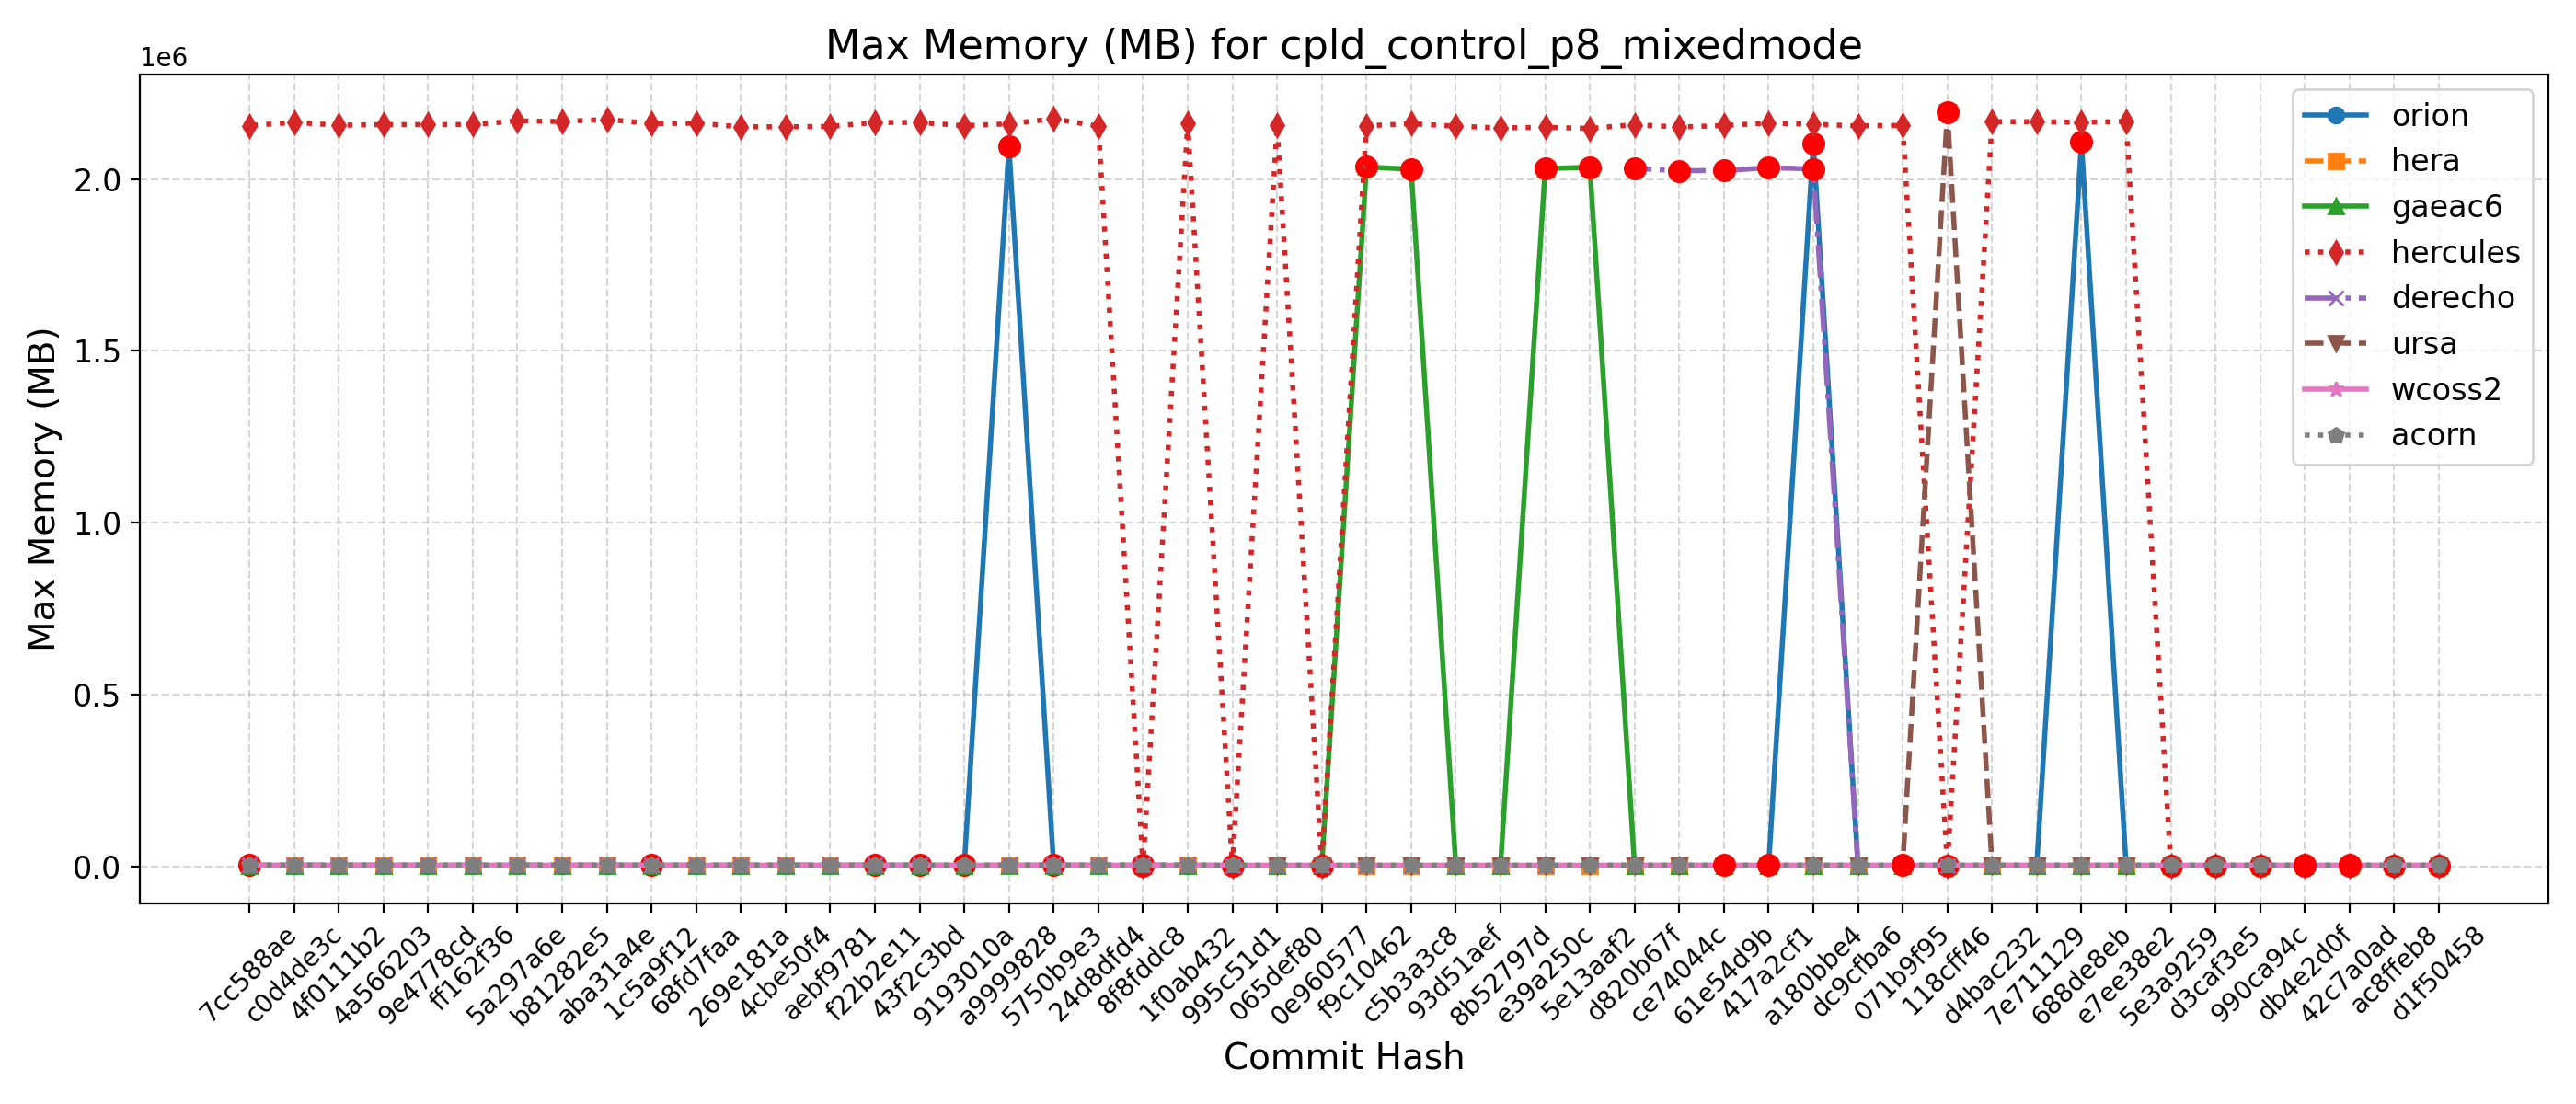 Max Memory (MB) for cpld_control_p8_mixedmode
1e6
2.0
1.5
1.0
0.5
0.0
Max Memory (MB)
orion
hera
gaeac6
hercules
derecho
ursa
wcoss2
acorn
7cc588ae
c0d4de3c
4f0111b2
4a566203
9e4778cd
ff162f36
5a297a6e
b81282e5
aba31a4e
1c5a9f12
68fd7faa
269e181a
4cbe50f4
aebf9781
f22b2e11
43f2c3bd
9193010a
a9999828
5750b9e3
24d8dfd4
8f8fddc8
1f0ab432
995c51d1
065def80
0e960577
f9c10462
c5b3a3c8
93d51aef
8b52797d
e39a250c
5e13aaf2
d820b67f
ce74044c
61e54d9b
417a2cf1
a180bbe4
dc9cfba6
071b9f95
118cff46
d4bac232
7e711129
688de8eb
e7ee38e2
5e3a9259
d3caf3e5
990ca94c
db4e2d0f
42c7a0ad
ac8ffeb8
d1f50458
Commit Hash